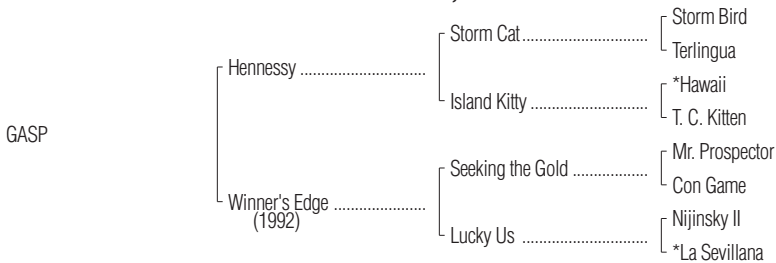 Storm Bird
Storm Cat..............................
Terlingua
Hennessy ..............................
*Hawaii
Island Kitty ............................
T. C. Kitten
GASP
Mr. Prospector
Seeking the Gold ..................
Con Game
Winner's Edge ......................
(1992)
Nijinsky II
Lucky Us ..............................
*La Sevillana